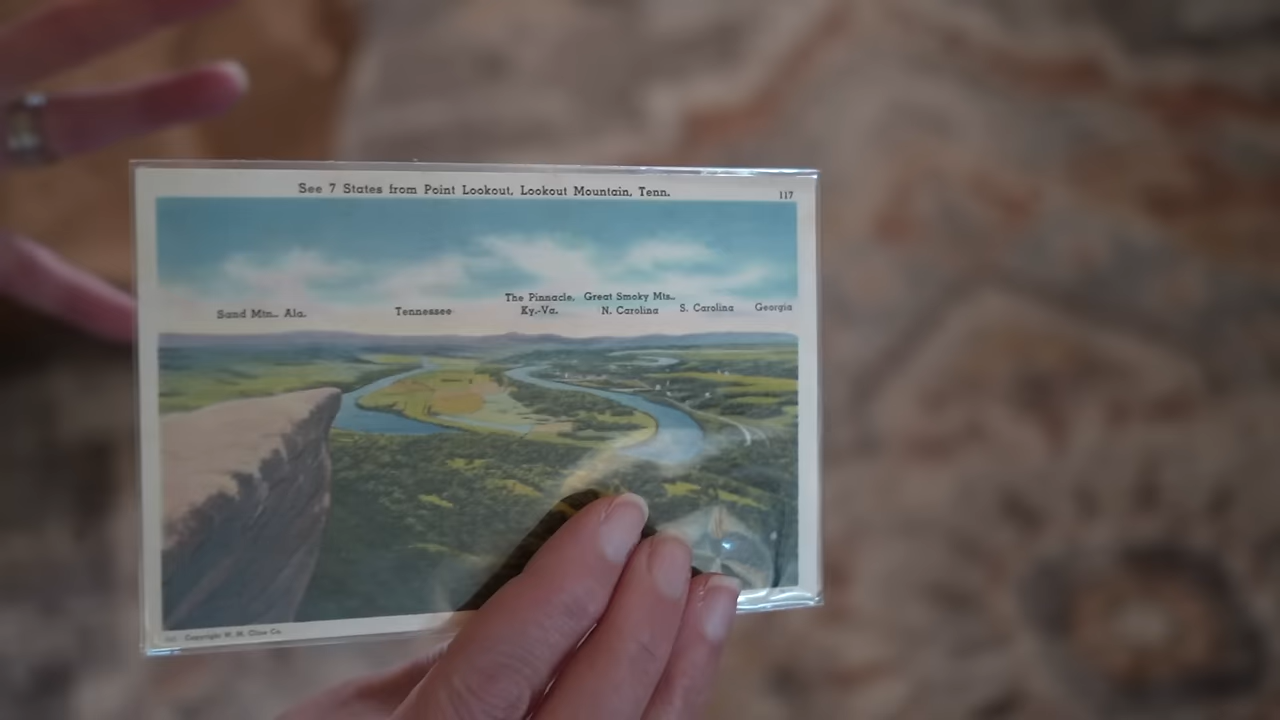 See 7 States from Point Lookout, Lookout Mountain, Tenn.
117
Sand Mtn., Ala.
Tennessee
The Pinnacle,
Ky.-Va.
Great Smoky Mts.,
N. Carolina
S. Carolina
Georgia
Copyright W. M. Cline Co.